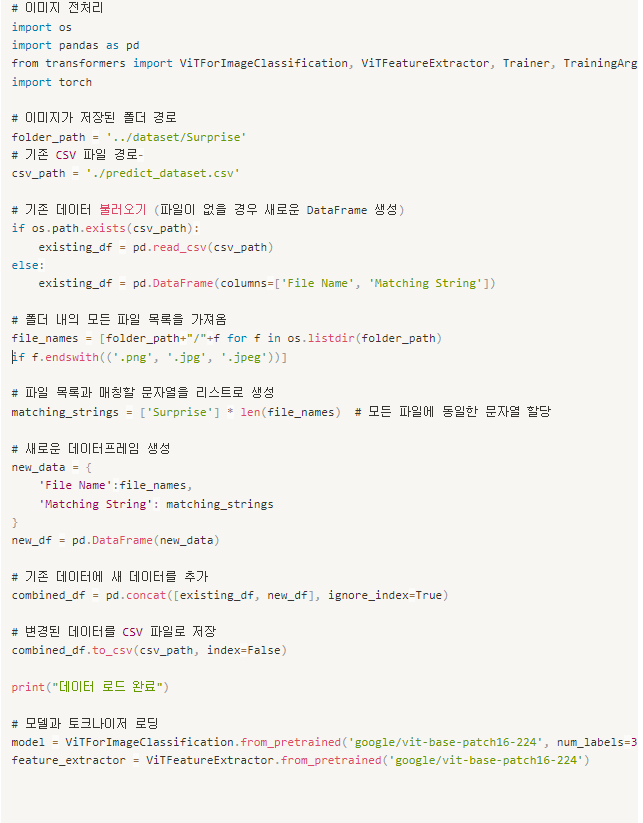 # 이미지 전처리
import os
import pandas as pd
from transformers import ViTForImageClassification, ViTFeatureExtractor, Trainer, TrainingArg
import torch
# 이미지가 저장된 폴더 경로
folder_path = '../dataset/Surprise'
# 기존 CSV 파일 경로-
csv_path = './predict_dataset.csv'
# 기존 데이터 불러오기 (파일이 없을 경우 새로운 DataFrame 생성)
if os.path.exists(csv_path):
    existing_df = pd.read_csv(csv_path)
else:
    existing_df = pd.DataFrame(columns=['File Name', 'Matching String'])
# 폴더 내의 모든 파일 목록을 가져옴
file_names = [folder_path+"/"+f for f in os.listdir(folder_path)
if f.endswith(('.png', '.jpg', '.jpeg'))]
# 파일 목록과 매칭할 문자열을 리스트로 생성
matching_strings = ['Surprise'] * len(file_names)  # 모든 파일에 동일한 문자열 할당
# 새로운 데이터프레임 생성
new_data = {
    'File Name':file_names,
    'Matching String': matching_strings
}
new_df = pd.DataFrame(new_data)
# 기존 데이터에 새 데이터를 추가
combined_df = pd.concat([existing_df, new_df], ignore_index=True)
# 변경된 데이터를 CSV 파일로 저장
combined_df.to_csv(csv_path, index=False)
print("데이터 로드 완료")
# 모델과 토크나이저 로딩
model = ViTForImageClassification.from_pretrained('google/vit-base-patch16-224', num_labels=3
feature_extractor = ViTFeatureExtractor.from_pretrained('google/vit-base-patch16-224')